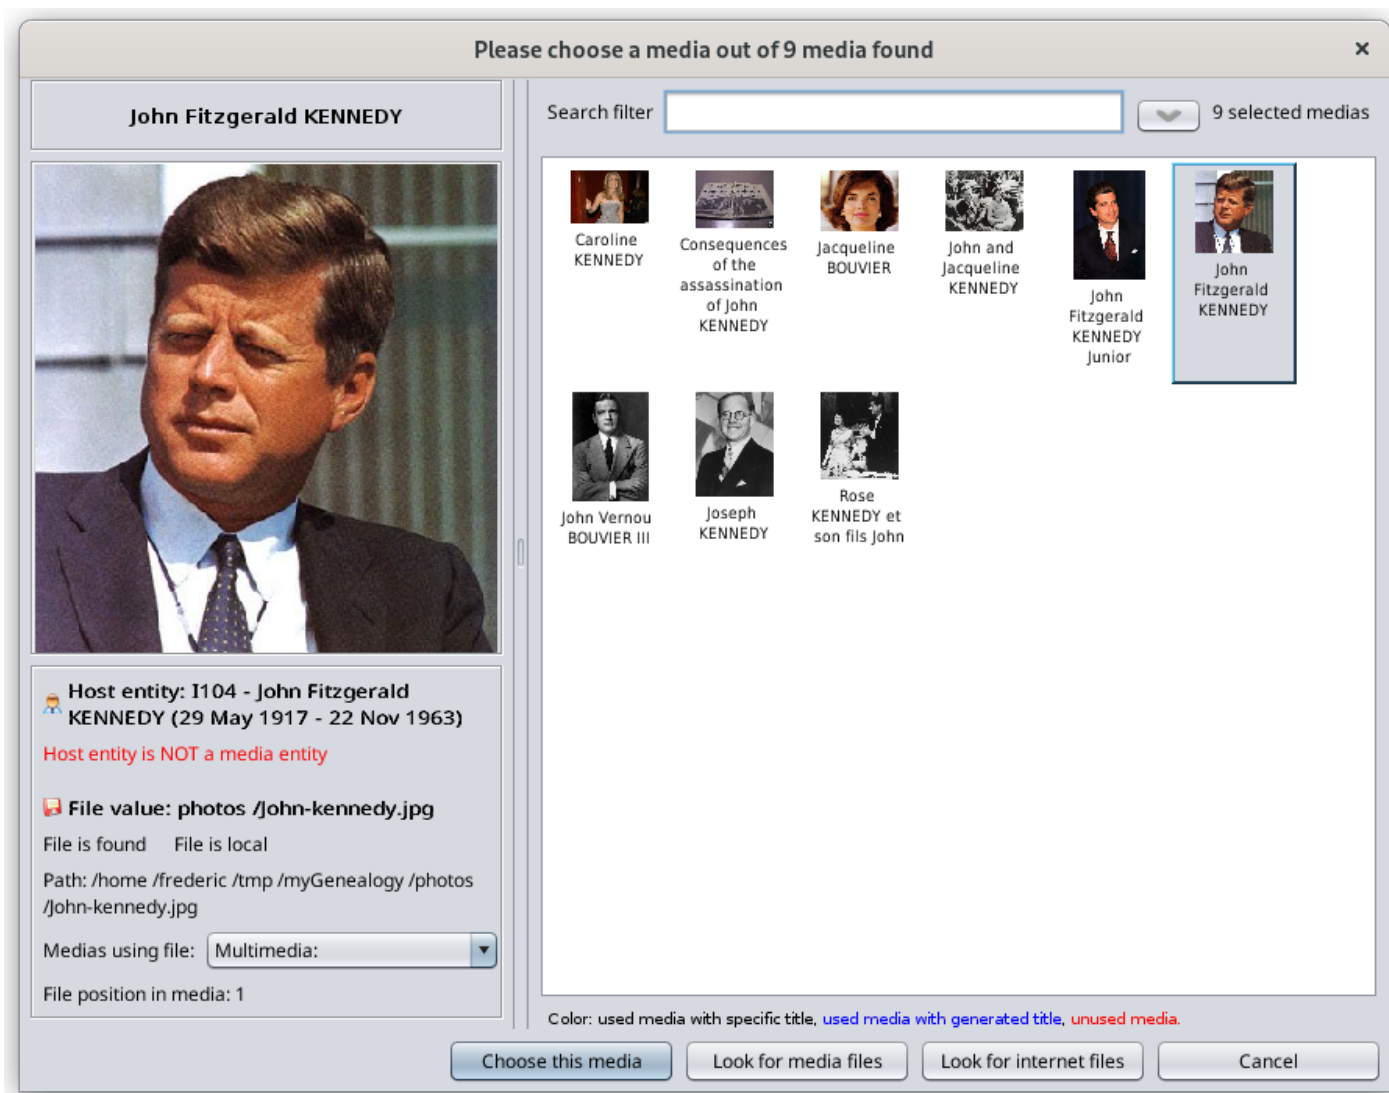 Please choose a media out of 9 media found
John Fitzgerald KENNEDY
Search filter
9 selected medias
Caroline
KENNEDY
Consequences
of the
assassination
of John
KENNEDY
Jacqueline
BOUVIER
John and
Jacqueline
KENNEDY
John
Fitzgerald
KENNEDY
Junior
John
Fitzgerald
KENNEDY
John Vernou
BOUVIER III
Joseph
KENNEDY
Rose
KENNEDY et
son fils John
Host entity: I104 - John Fitzgerald
KENNEDY (29 May 1917 - 22 Nov 1963)
Host entity is NOT a media entity
File value: photos /John-kennedy.jpg
File is found File is local
Path: /home /frederic /tmp /myGenealogy /photos
/John-kennedy.jpg
Medias using file: Multimedia:
File position in media: 1
Color: used media with specific title, used media with generated title, unused media.
Choose this media
Look for media files
Look for internet files
Cancel